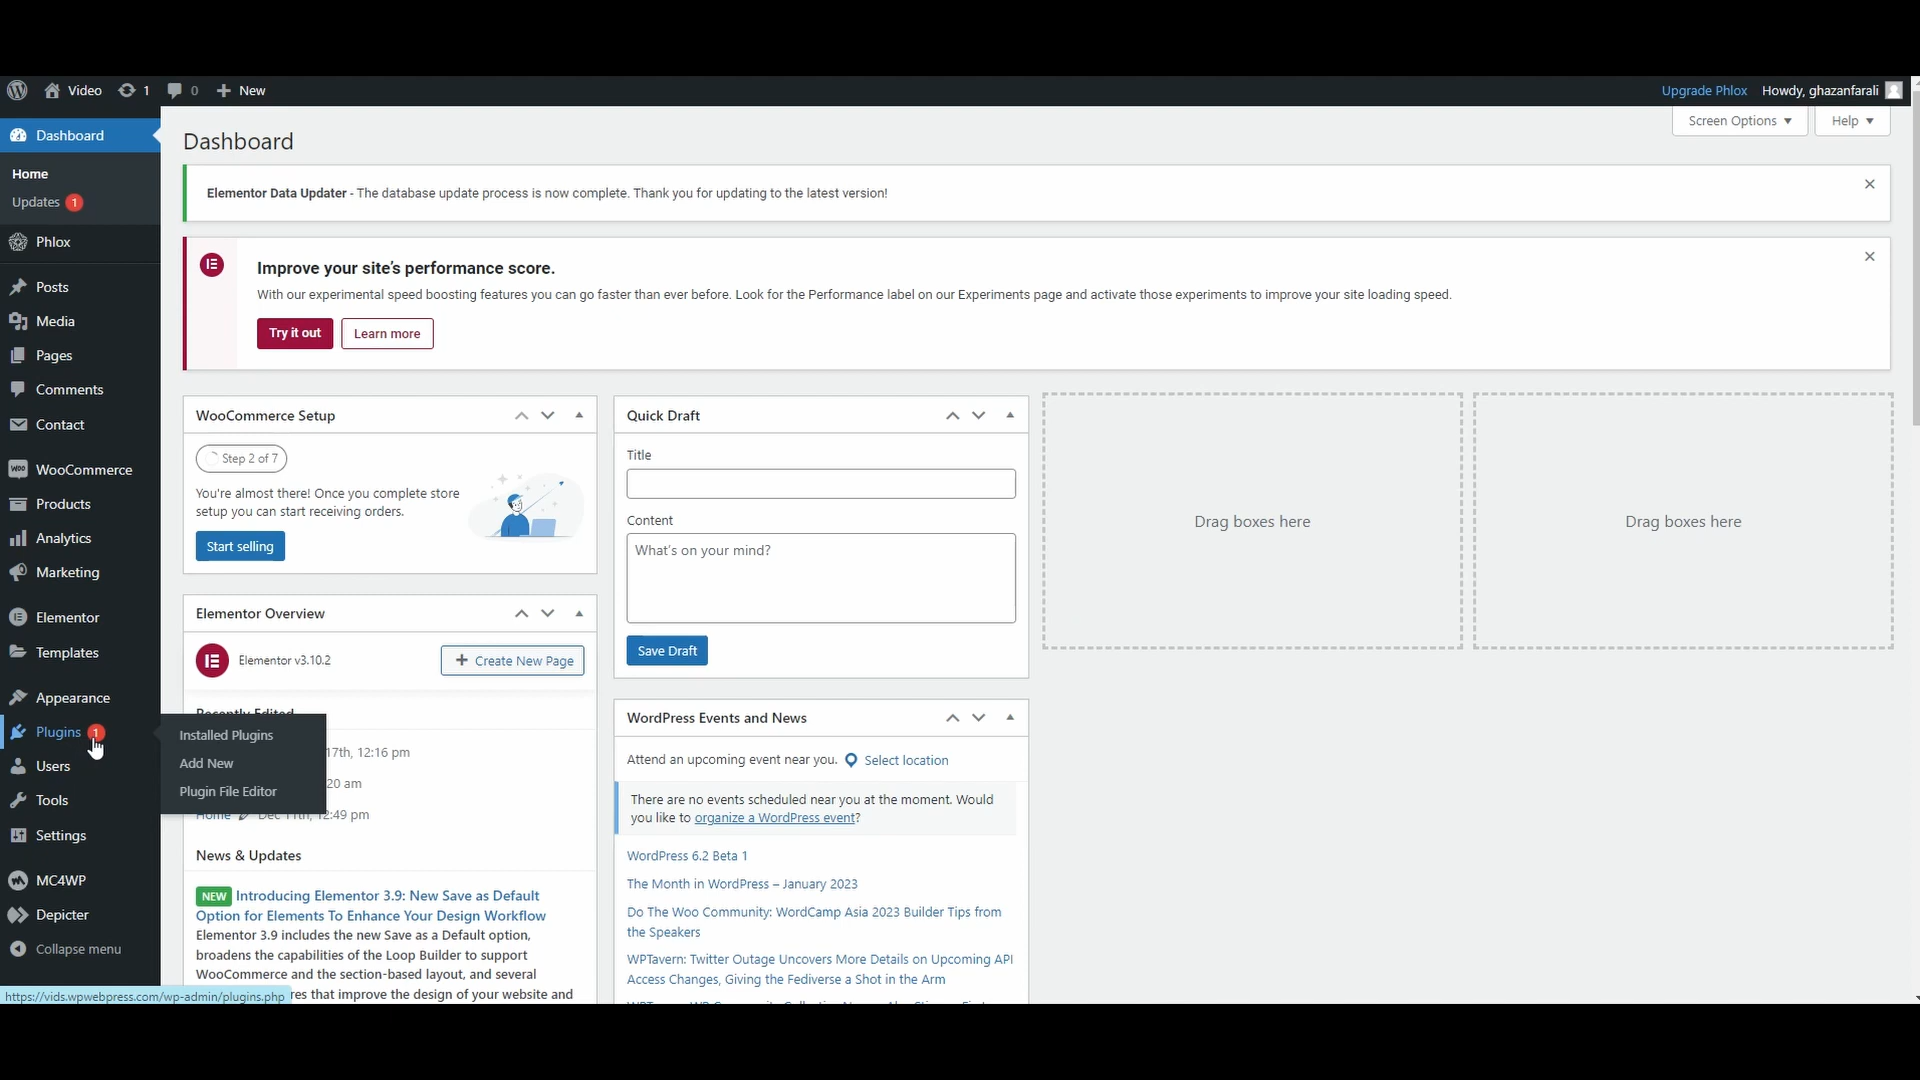 Video 1 0 New
Upgrade Phlox Howdy, ghazanfarali
Screen Options Help
Dashboard
Home
Updates 1
Phlox
Posts
Media
Pages
Comments
Contact
WooCommerce
Products
Analytics
Marketing
Elementor
Templates
Appearance
Plugins 1
Users
Tools
Settings
MC4WP
Depicter
Collapse menu
Installed Plugins
Add New
Plugin File Editor
Dashboard
Elementor Data Updater - The database update process is now complete. Thank you for updating to the latest version!
Improve your site's performance score.
With our experimental speed boosting features you can go faster than ever before. Look for the Performance label on our Experiments page and activate those experiments to improve your site loading speed.
Try it out Learn more
WooCommerce Setup
Step 2 of 7
You're almost there! Once you complete store
setup you can start receiving orders.
Start selling
Elementor Overview
Elementor v3.10.2
Create New Page
Recently Edited
17th, 12:16 pm
20 am
Home Dec 11th, 12:49 pm
News & Updates
NEW Introducing Elementor 3.9: New Save as Default
Option for Elements To Enhance Your Design Workflow
Elementor 3.9 includes the new Save as a Default option,
broadens the capabilities of the Loop Builder to support
WooCommerce and the section-based layout, and several
res that improve the design of your website and
Quick Draft
Title
Content
What's on your mind?
Save Draft
WordPress Events and News
Attend an upcoming event near you. Select location
There are no events scheduled near you at the moment. Would
you like to organize a WordPress event?
WordPress 6.2 Beta 1
The Month in WordPress – January 2023
Do The Woo Community: WordCamp Asia 2023 Builder Tips from
the Speakers
WPTavern: Twitter Outage Uncovers More Details on Upcoming API
Access Changes, Giving the Fediverse a Shot in the Arm
Drag boxes here
Drag boxes here
https://vids.wpwebpress.com/wp-admin/plugins.php